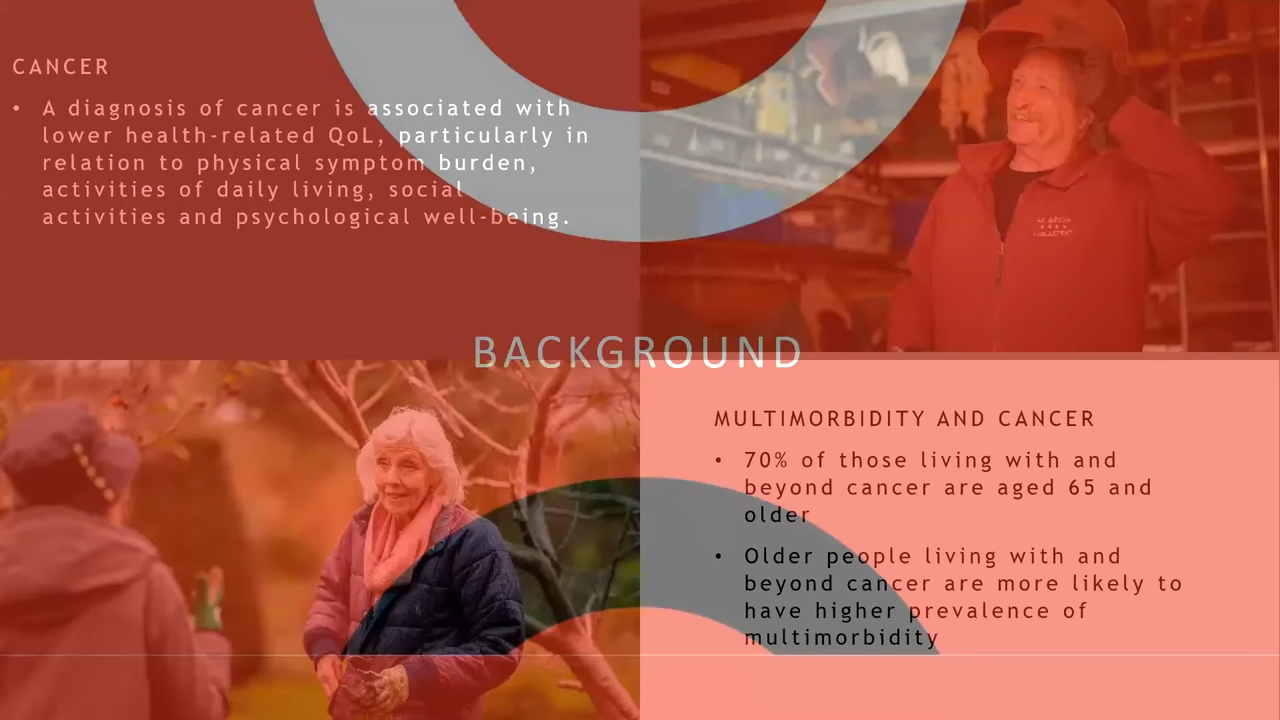 CANCER
• A diagnosis of cancer is associated with
lower health-related QoL, particularly in
relation to physical symptom burden,
activities of daily living, social
activities and psychological well-being.
BACKGROUND
MULTIMORBIDITY AND CANCER
• 70% of those living with and
beyond cancer are aged 65 and
older
• Older people living with and
beyond cancer are more likely to
have higher prevalence of
multimorbidity